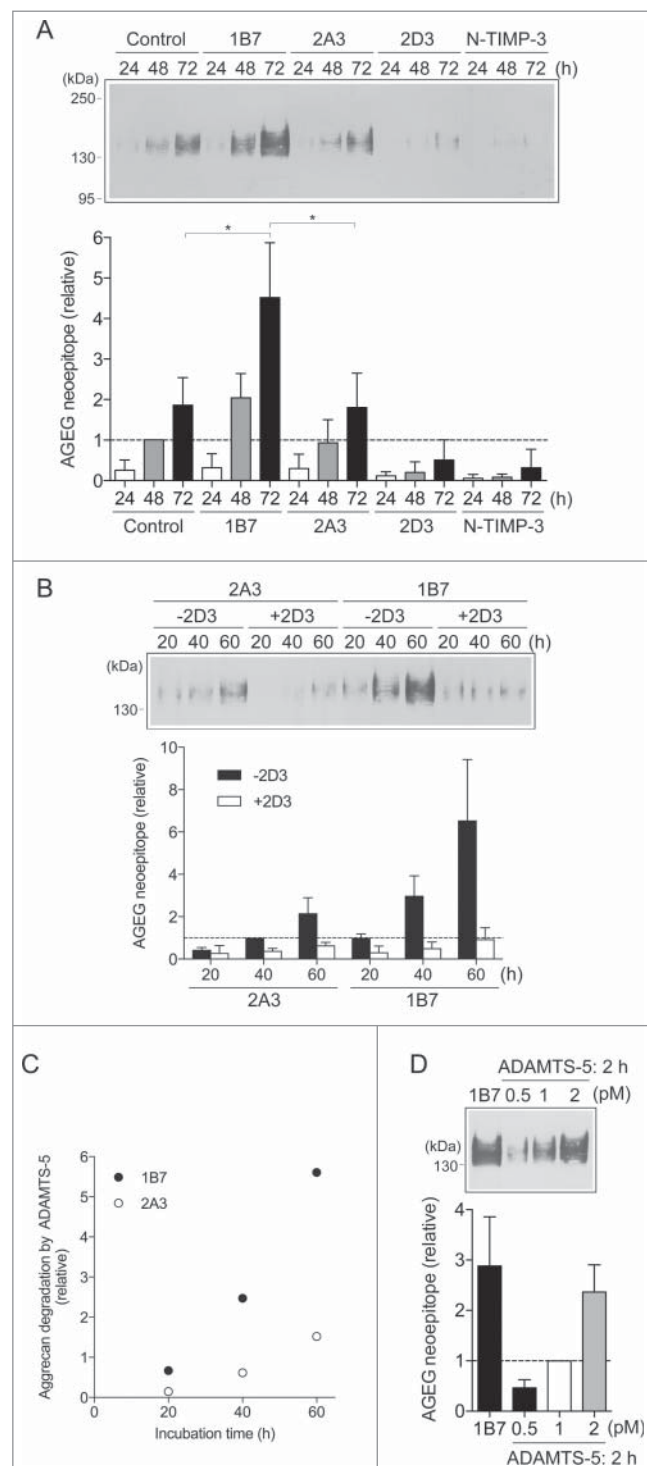 A
Control 1B7 2A3 2D3 N-TIMP-3
24 48 72 24 48 72 24 48 72 24 48 72 24 48 72 (h)
(kDa)
250
130
95
* *
AGEG neoepitope (relative)
6
5
4
3
2
1
0
24 48 72 24 48 72 24 48 72 24 48 72 24 48 72 (h)
Control 1B7 2A3 2D3 N-TIMP-3
B
2A3 1B7
-2D3 +2D3 -2D3 +2D3
20 40 60 20 40 60 20 40 60 20 40 60 (h)
(kDa)
130
AGEG neoepitope (relative)
10
8
6
4
2
0
-2D3
+2D3
20 40 60 20 40 60 (h)
2A3 1B7
C
Aggrecan degradation by ADAMTS-5
(relative)
6
5
4
3
2
1
0
1B7
2A3
0 20 40 60
Incubation time (h)
D
ADAMTS-5: 2 h
1B7 0.5 1 2 (pM)
(kDa)
130
AGEG neoepitope (relative)
4
3
2
1
0
1B7 0.5 1 2 (pM)
ADAMTS-5: 2 h